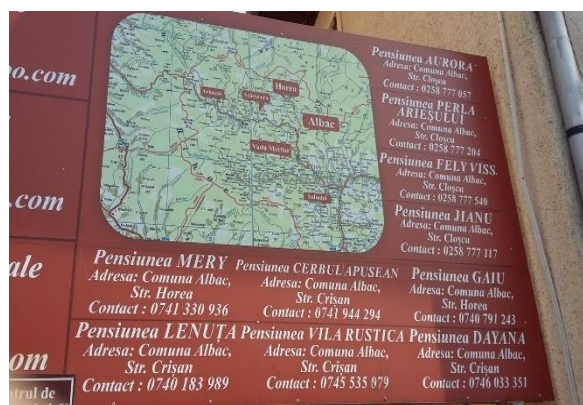 oo.com
o.com
ale
om
ntrul de
Arieșeni
Gârda
Horea
Albac
Vadu Moților
Pensiunea AURORA
Adresa: Comuna Albac,
Str. Cloșca
Contact : 0258 777 057
Pensiunea PERLA
ARIEȘULUI
Adresa: Comuna Albac,
Str. Cloșca
Contact : 0258 777 204
Pensiunea FELY VISS
Adresa: Comuna Albac,
Str. Cloșca
Contact : 0258 777 540
Pensiunea JIANU
Adresa: Comuna Albac,
Str. Cloșca
Contact : 0258 777 117
Pensiunea MERY
Adresa: Comuna Albac,
Str. Horea
Contact : 0741 330 936
Pensiunea CERBUL APUSEAN
Adresa: Comuna Albac,
Str. Crișan
Contact : 0741 944 294
Pensiunea GAIU
Adresa: Comuna Albac,
Str. Horea
Contact : 0740 791 243
Pensiunea LENUȚA
Adresa: Comuna Albac,
Str. Crișan
Contact : 0740 183 989
Pensiunea VILA RUSTICA
Adresa: Comuna Albac,
Str. Crișan
Contact : 0745 535 079
Pensiunea DAYANA
Adresa: Comuna Albac,
Str. Crișan
Contact : 0746 033 351